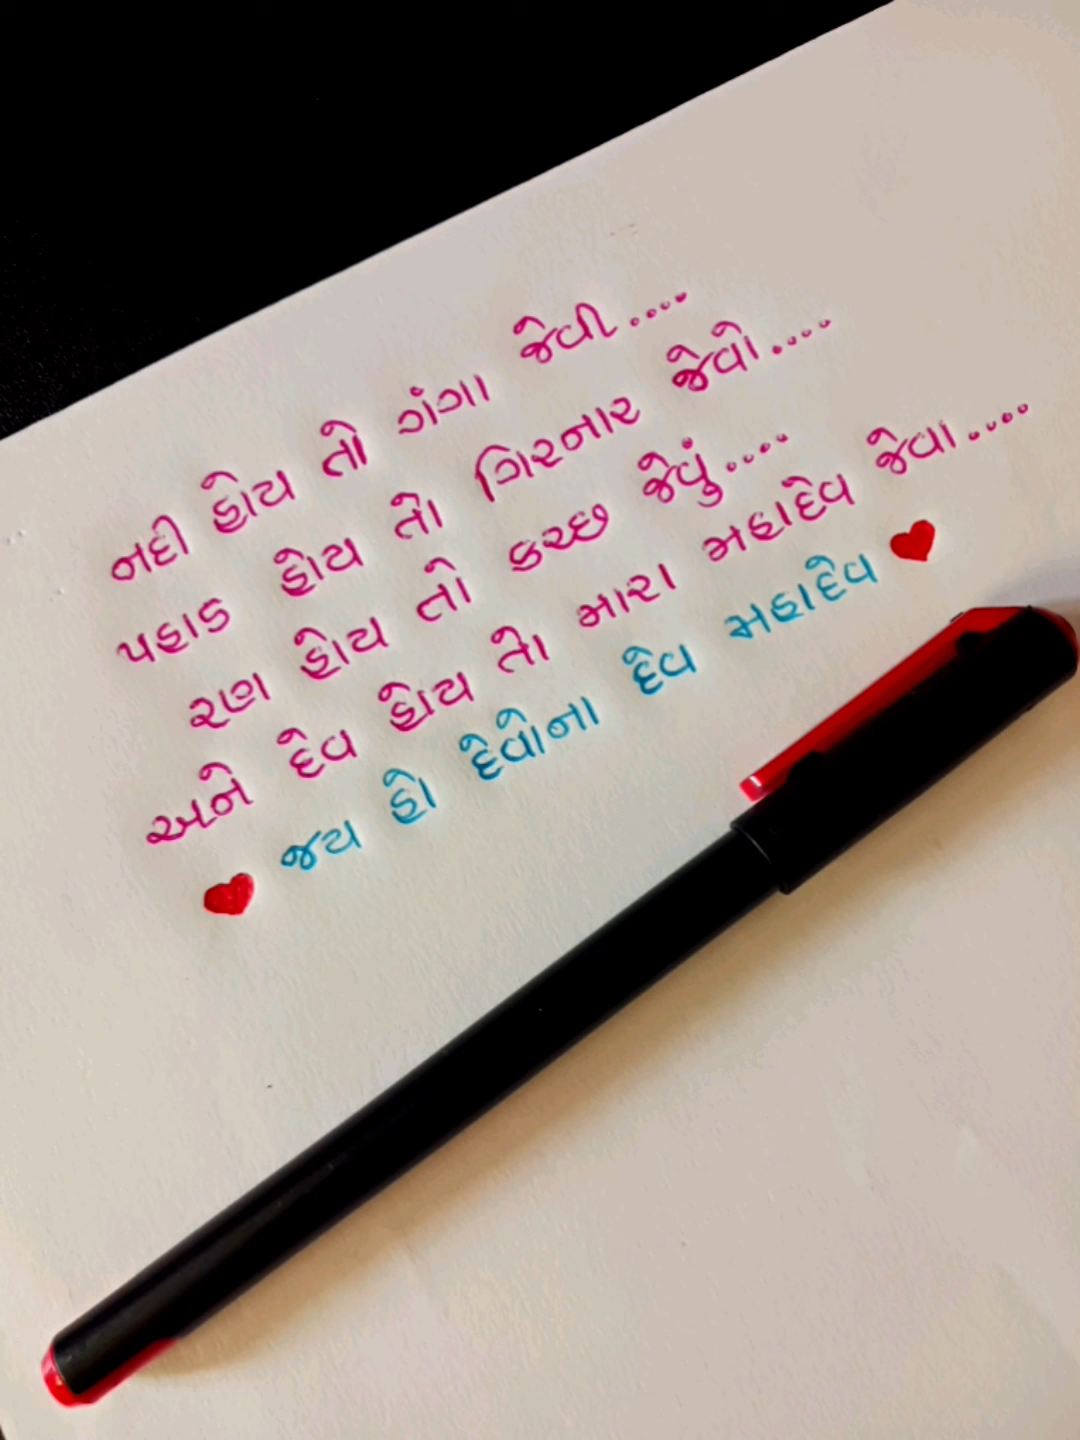 નદી હોય તો ગંગા જેવી....
પહાડ હોય તો ગિરનાર જેવો....
રણ હોય તો કચ્છ જેવું....
અને દેવ હોય તો મારા મહાદેવ જેવા....
❤ જય હો દેવોના દેવ મહાદેવ ❤